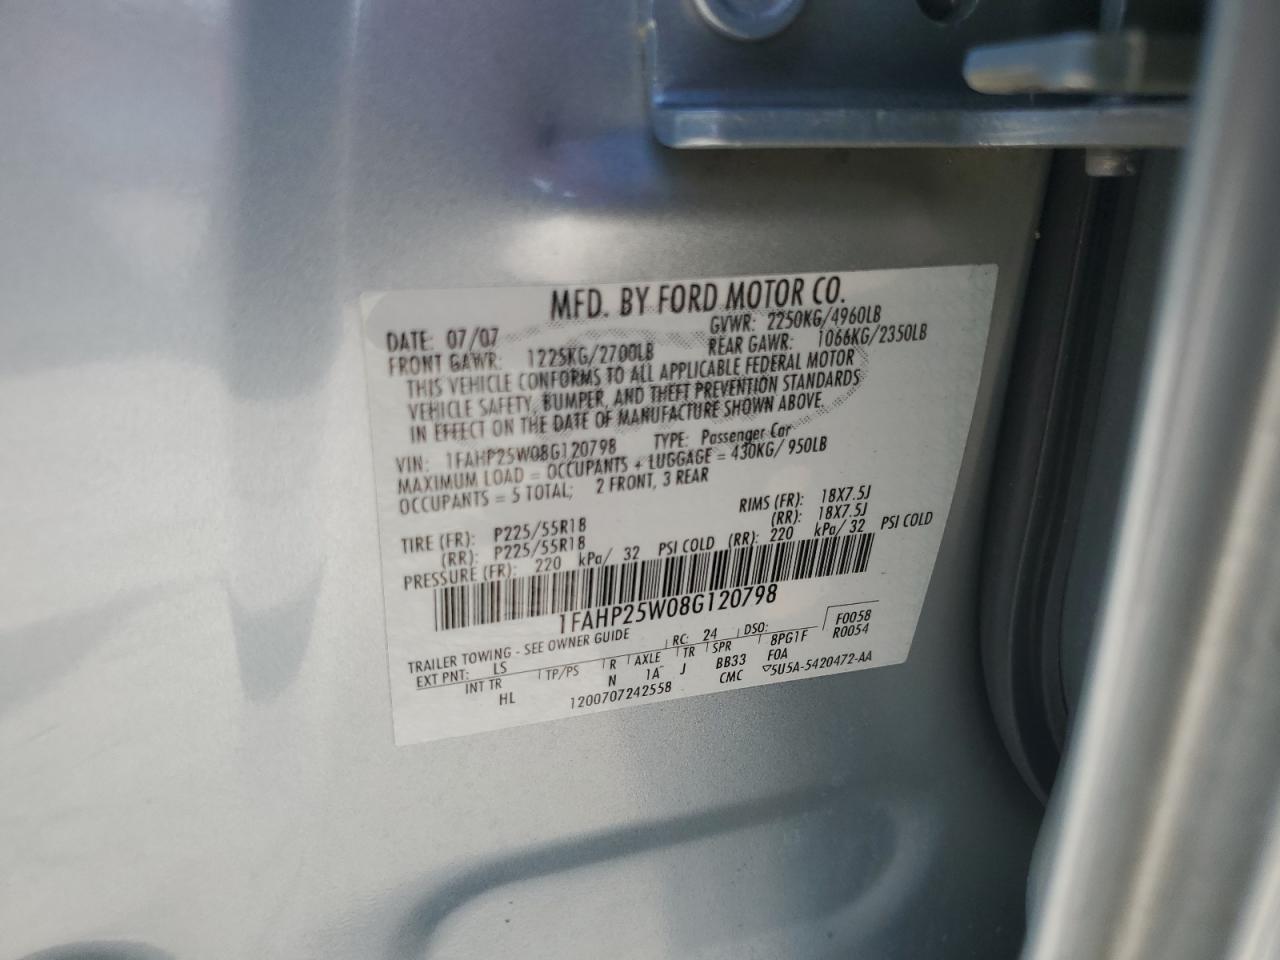 MFD. BY FORD MOTOR CO.
DATE: 07/07 GVWR: 2250KG/4960LB
FRONT GAWR: 1225KG/2700LB REAR GAWR: 1066KG/2350LB
THIS VEHICLE CONFORMS TO ALL APPLICABLE FEDERAL MOTOR
VEHICLE SAFETY, BUMPER, AND THEFT PREVENTION STANDARDS
IN EFFECT ON THE DATE OF MANUFACTURE SHOWN ABOVE.
VIN: 1FAHP25W08G120798 TYPE: Passenger Car
MAXIMUM LOAD = OCCUPANTS + LUGGAGE = 430KG/ 950LB
OCCUPANTS = 5 TOTAL; 2 FRONT, 3 REAR
TIRE (FR): P225/55R18 RIMS (FR): 18X7.5J
(RR): P225/55R18 (RR): 18X7.5J
PRESSURE (FR): 220 kPa/ 32 PSI COLD (RR): 220 kPa/ 32 PSI COLD
1FAHP25W08G120798
TRAILER TOWING - SEE OWNER GUIDE
EXT PNT: LS RC: 24 DSO: F0058
R0054
INT TR TP/PS R AXLE TR SPR 8PG1F
HL N 1A J BB33 F0A
1200707242558 CMC ▽5U5A-5420472-AA